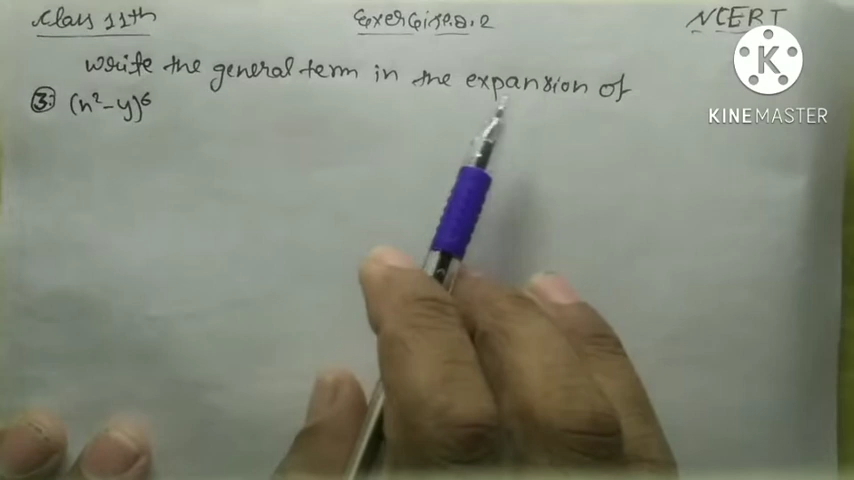 Class 11th Exercise.8.2 NCERT
Write the general term in the expansion of
3. (x² - y)⁶
K
KINEMASTER